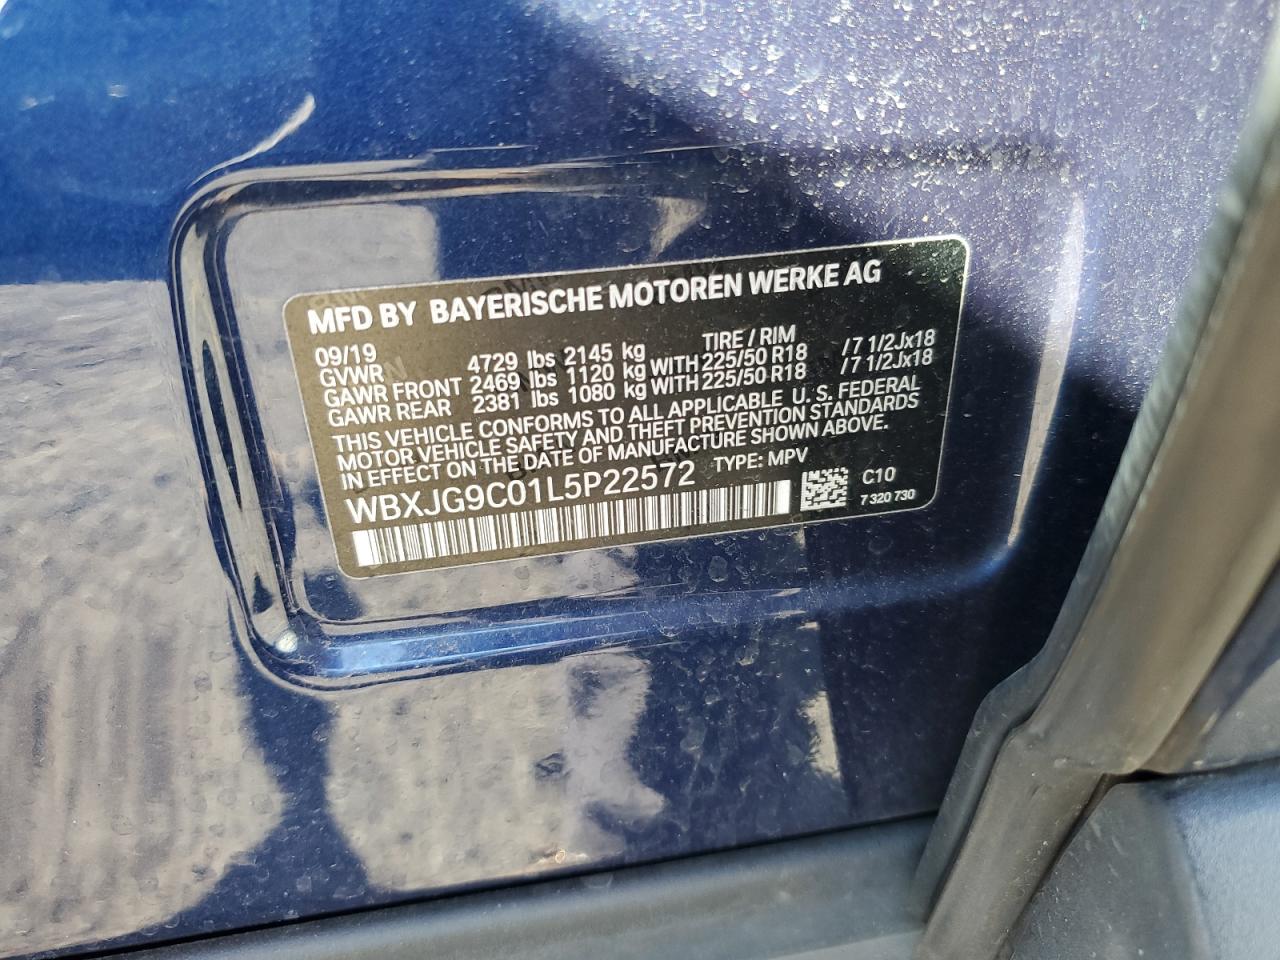 MFD BY BAYERISCHE MOTOREN WERKE AG
09/19 TIRE / RIM
GVWR 4729 lbs 2145 kg
GAWR FRONT 2469 lbs 1120 kg WITH 225/50 R18 /7 1/2Jx18
GAWR REAR 2381 lbs 1080 kg WITH 225/50 R18 /7 1/2Jx18
THIS VEHICLE CONFORMS TO ALL APPLICABLE U. S. FEDERAL
MOTOR VEHICLE SAFETY AND THEFT PREVENTION STANDARDS
IN EFFECT ON THE DATE OF MANUFACTURE SHOWN ABOVE.
WBXJG9C01L5P22572 TYPE: MPV
C10
7 320 730